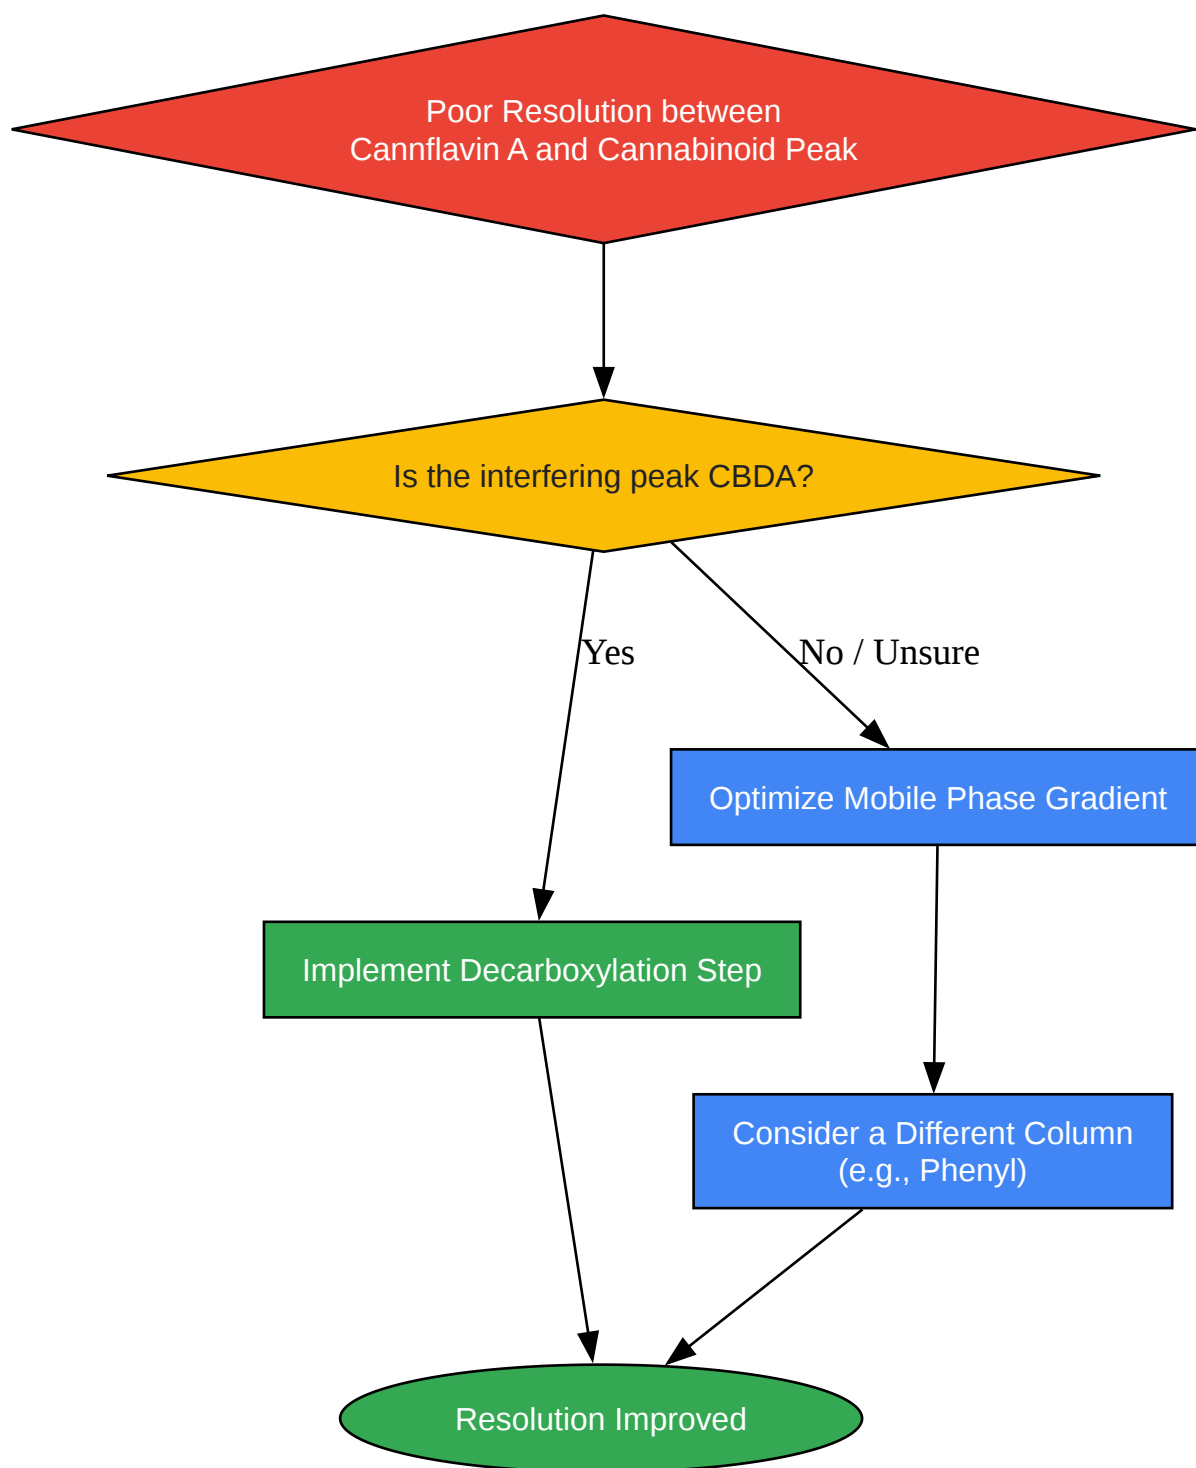 Poor Resolution between
Cannflavin A and Cannabinoid Peak
Is the interfering peak CBDA?
Yes
No / Unsure
Optimize Mobile Phase Gradient
Implement Decarboxylation Step
Consider a Different Column
(e.g., Phenyl)
Resolution Improved